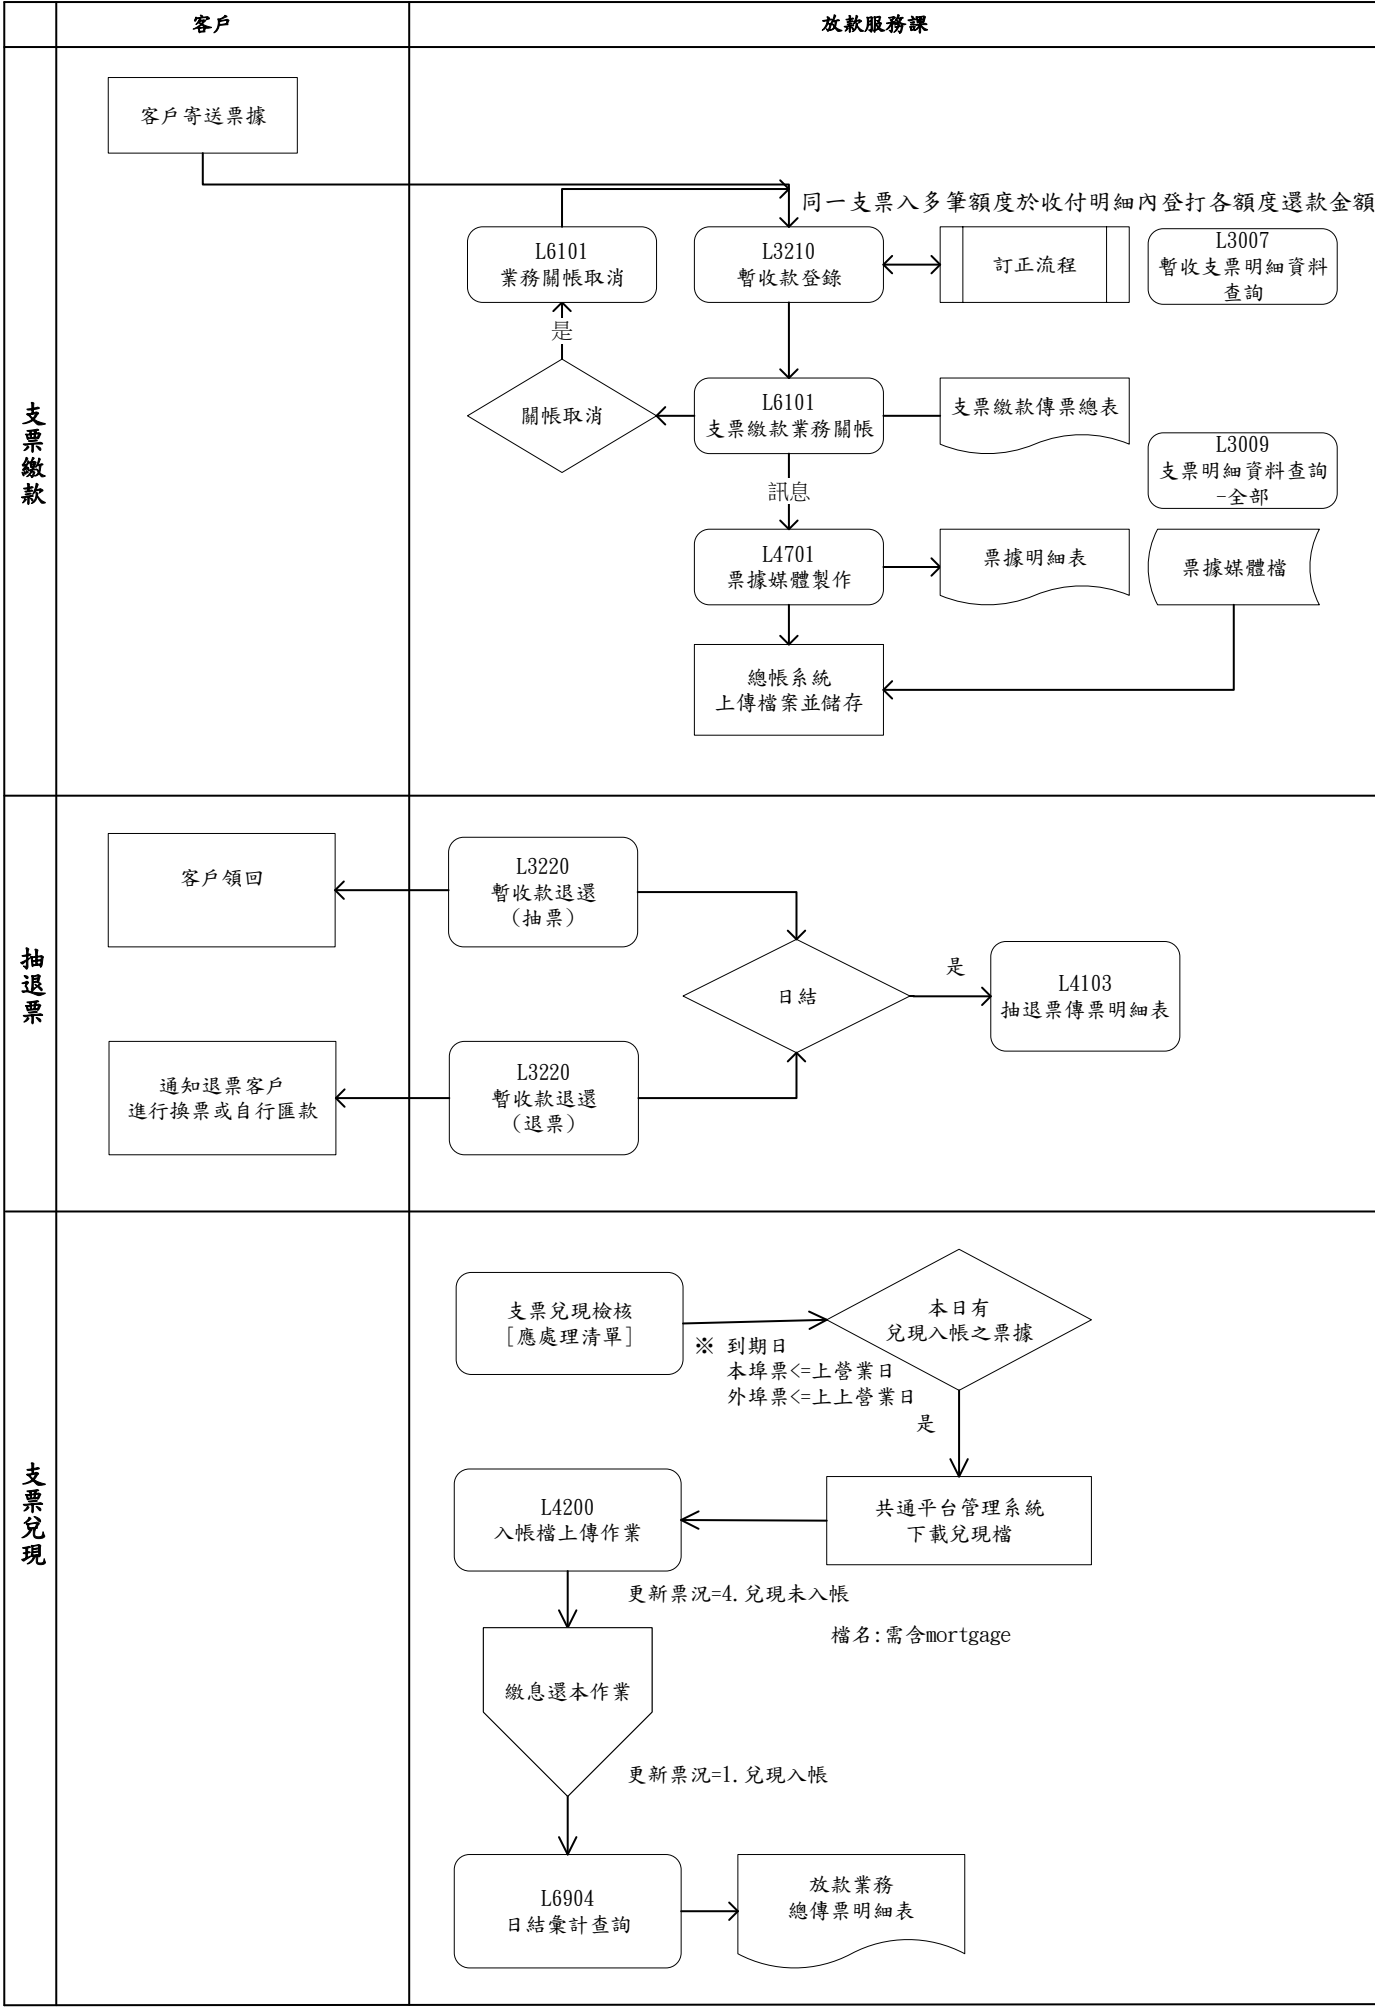 客戶
放款服務課
支票繳款
客戶寄送票據
同一支票入多筆額度於收付明細內登打各額度還款金額
L6101
業務關帳取消
L3210
暫收款登錄
訂正流程
L3007
暫收支票明細資料
查詢
是
關帳取消
L6101
支票繳款業務關帳
支票繳款傳票總表
L3009
支票明細資料查詢
-全部
訊息
L4701
票據媒體製作
票據明細表
票據媒體檔
總帳系統
上傳檔案並儲存
抽退票
客戶領回
L3220
暫收款退還
(抽票)
日結
是
L4103
抽退票傳票明細表
通知退票客戶
進行換票或自行匯款
L3220
暫收款退還
(退票)
支票兌現
支票兌現檢核
[應處理清單]
本日有
兌現入帳之票據
※ 到期日
本埠票<=上營業日
外埠票<=上上營業日
是
L4200
入帳檔上傳作業
共通平台管理系統
下載兌現檔
更新票況=4.兌現未入帳
檔名:需含mortgage
繳息還本作業
更新票況=1.兌現入帳
L6904
日結彙計查詢
放款業務
總傳票明細表